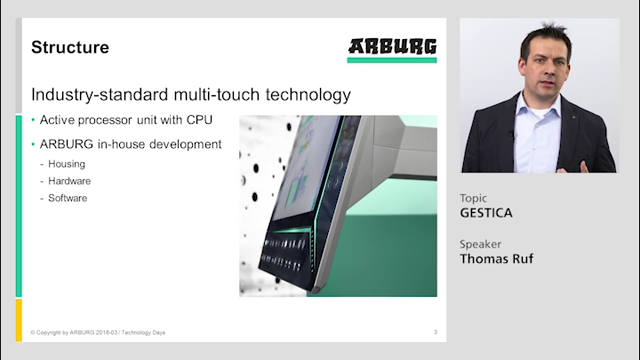 Structure
ARBURG
Industry-standard multi-touch technology
• Active processor unit with CPU
• ARBURG in-house development
- Housing
- Hardware
- Software
© Copyright by ARBURG 2018-03 / Technology Days
3
Topic
GESTICA
Speaker
Thomas Ruf